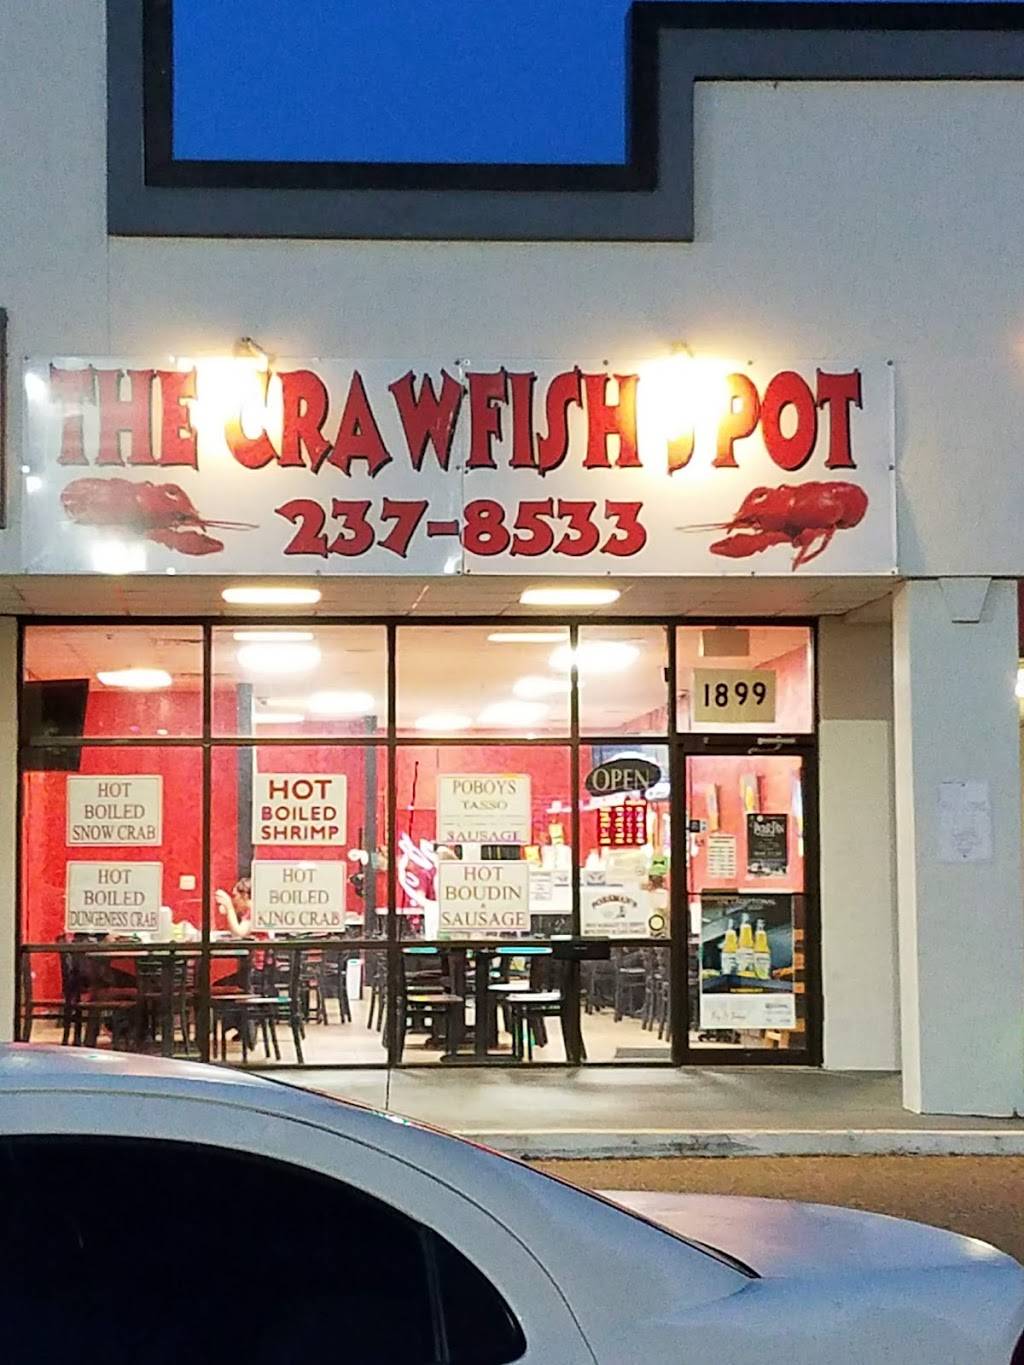 THE CRAWFISH SPOT
237-8533
1899
HOT
BOILED
SNOW CRAB
HOT
BOILED
SHRIMP
POBOYS
TASSO
SAUSAGE
OPEN
HOT
BOILED
DUNGENESS CRAB
HOT
BOILED
KING CRAB
HOT
BOUDIN
&
SAUSAGE